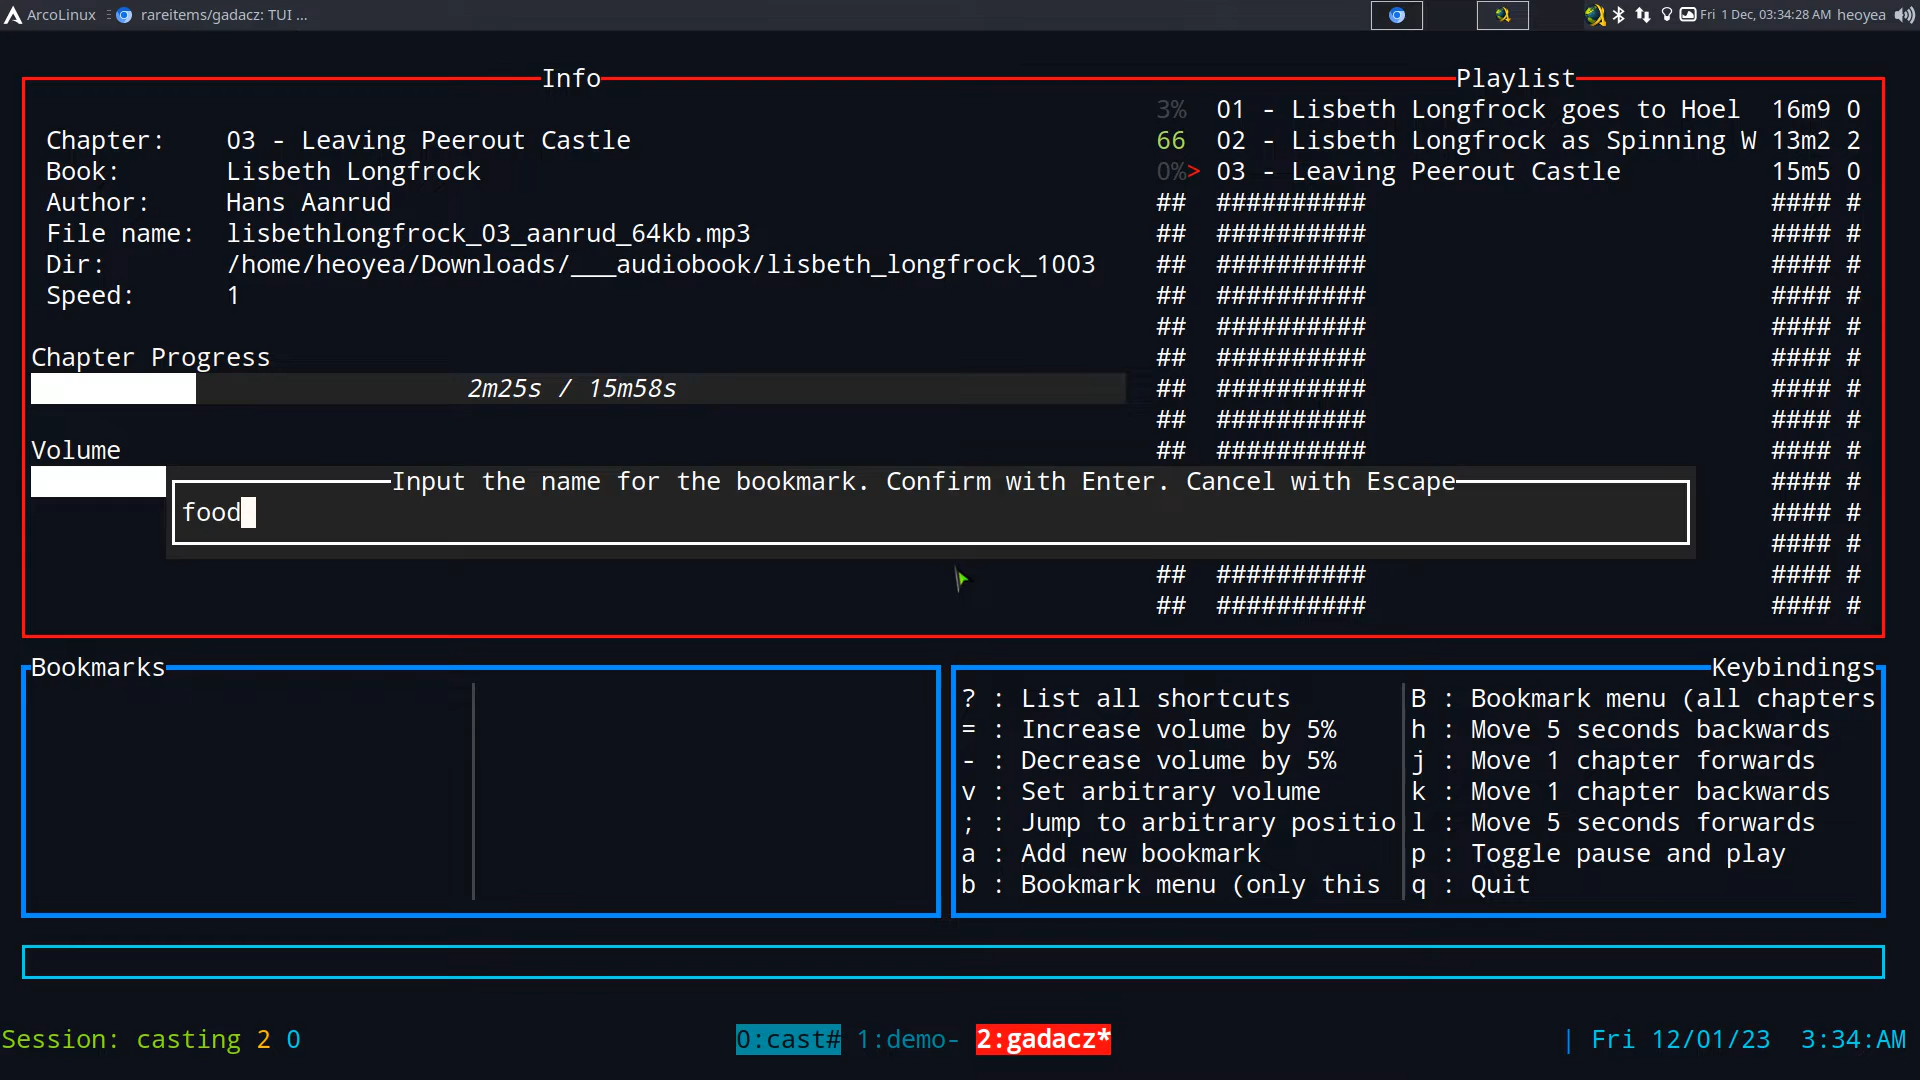 ArcoLinux rareitems/gadacz: TUI ... Fri 1 Dec, 03:34:28 AM heoyea
Info
Chapter: 03 - Leaving Peerout Castle
Book: Lisbeth Longfrock
Author: Hans Aanrud
File name: lisbethlongfrock_03_aanrud_64kb.mp3
Dir: /home/heoyea/Downloads/___audiobook/lisbeth_longfrock_1003
Speed: 1
Chapter Progress
2m25s / 15m58s
Volume
Playlist
3% 01 - Lisbeth Longfrock goes to Hoel 16m9 0
66 02 - Lisbeth Longfrock as Spinning W 13m2 2
0%> 03 - Leaving Peerout Castle 15m5 0
## ########## #### #
## ########## #### #
## ########## #### #
## ########## #### #
## ########## #### #
## ########## #### #
## ########## #### #
## ########## #### #
## ########## #### #
#### #
#### #
#### #
## ########## #### #
## ########## #### #
Input the name for the bookmark. Confirm with Enter. Cancel with Escape
food
Bookmarks
Keybindings
? : List all shortcuts
= : Increase volume by 5%
- : Decrease volume by 5%
v : Set arbitrary volume
; : Jump to arbitrary positio
a : Add new bookmark
b : Bookmark menu (only this
B : Bookmark menu (all chapters
h : Move 5 seconds backwards
j : Move 1 chapter forwards
k : Move 1 chapter backwards
l : Move 5 seconds forwards
p : Toggle pause and play
q : Quit
Session: casting 2 0 0:cast# 1:demo- 2:gadacz* | Fri 12/01/23 3:34:AM